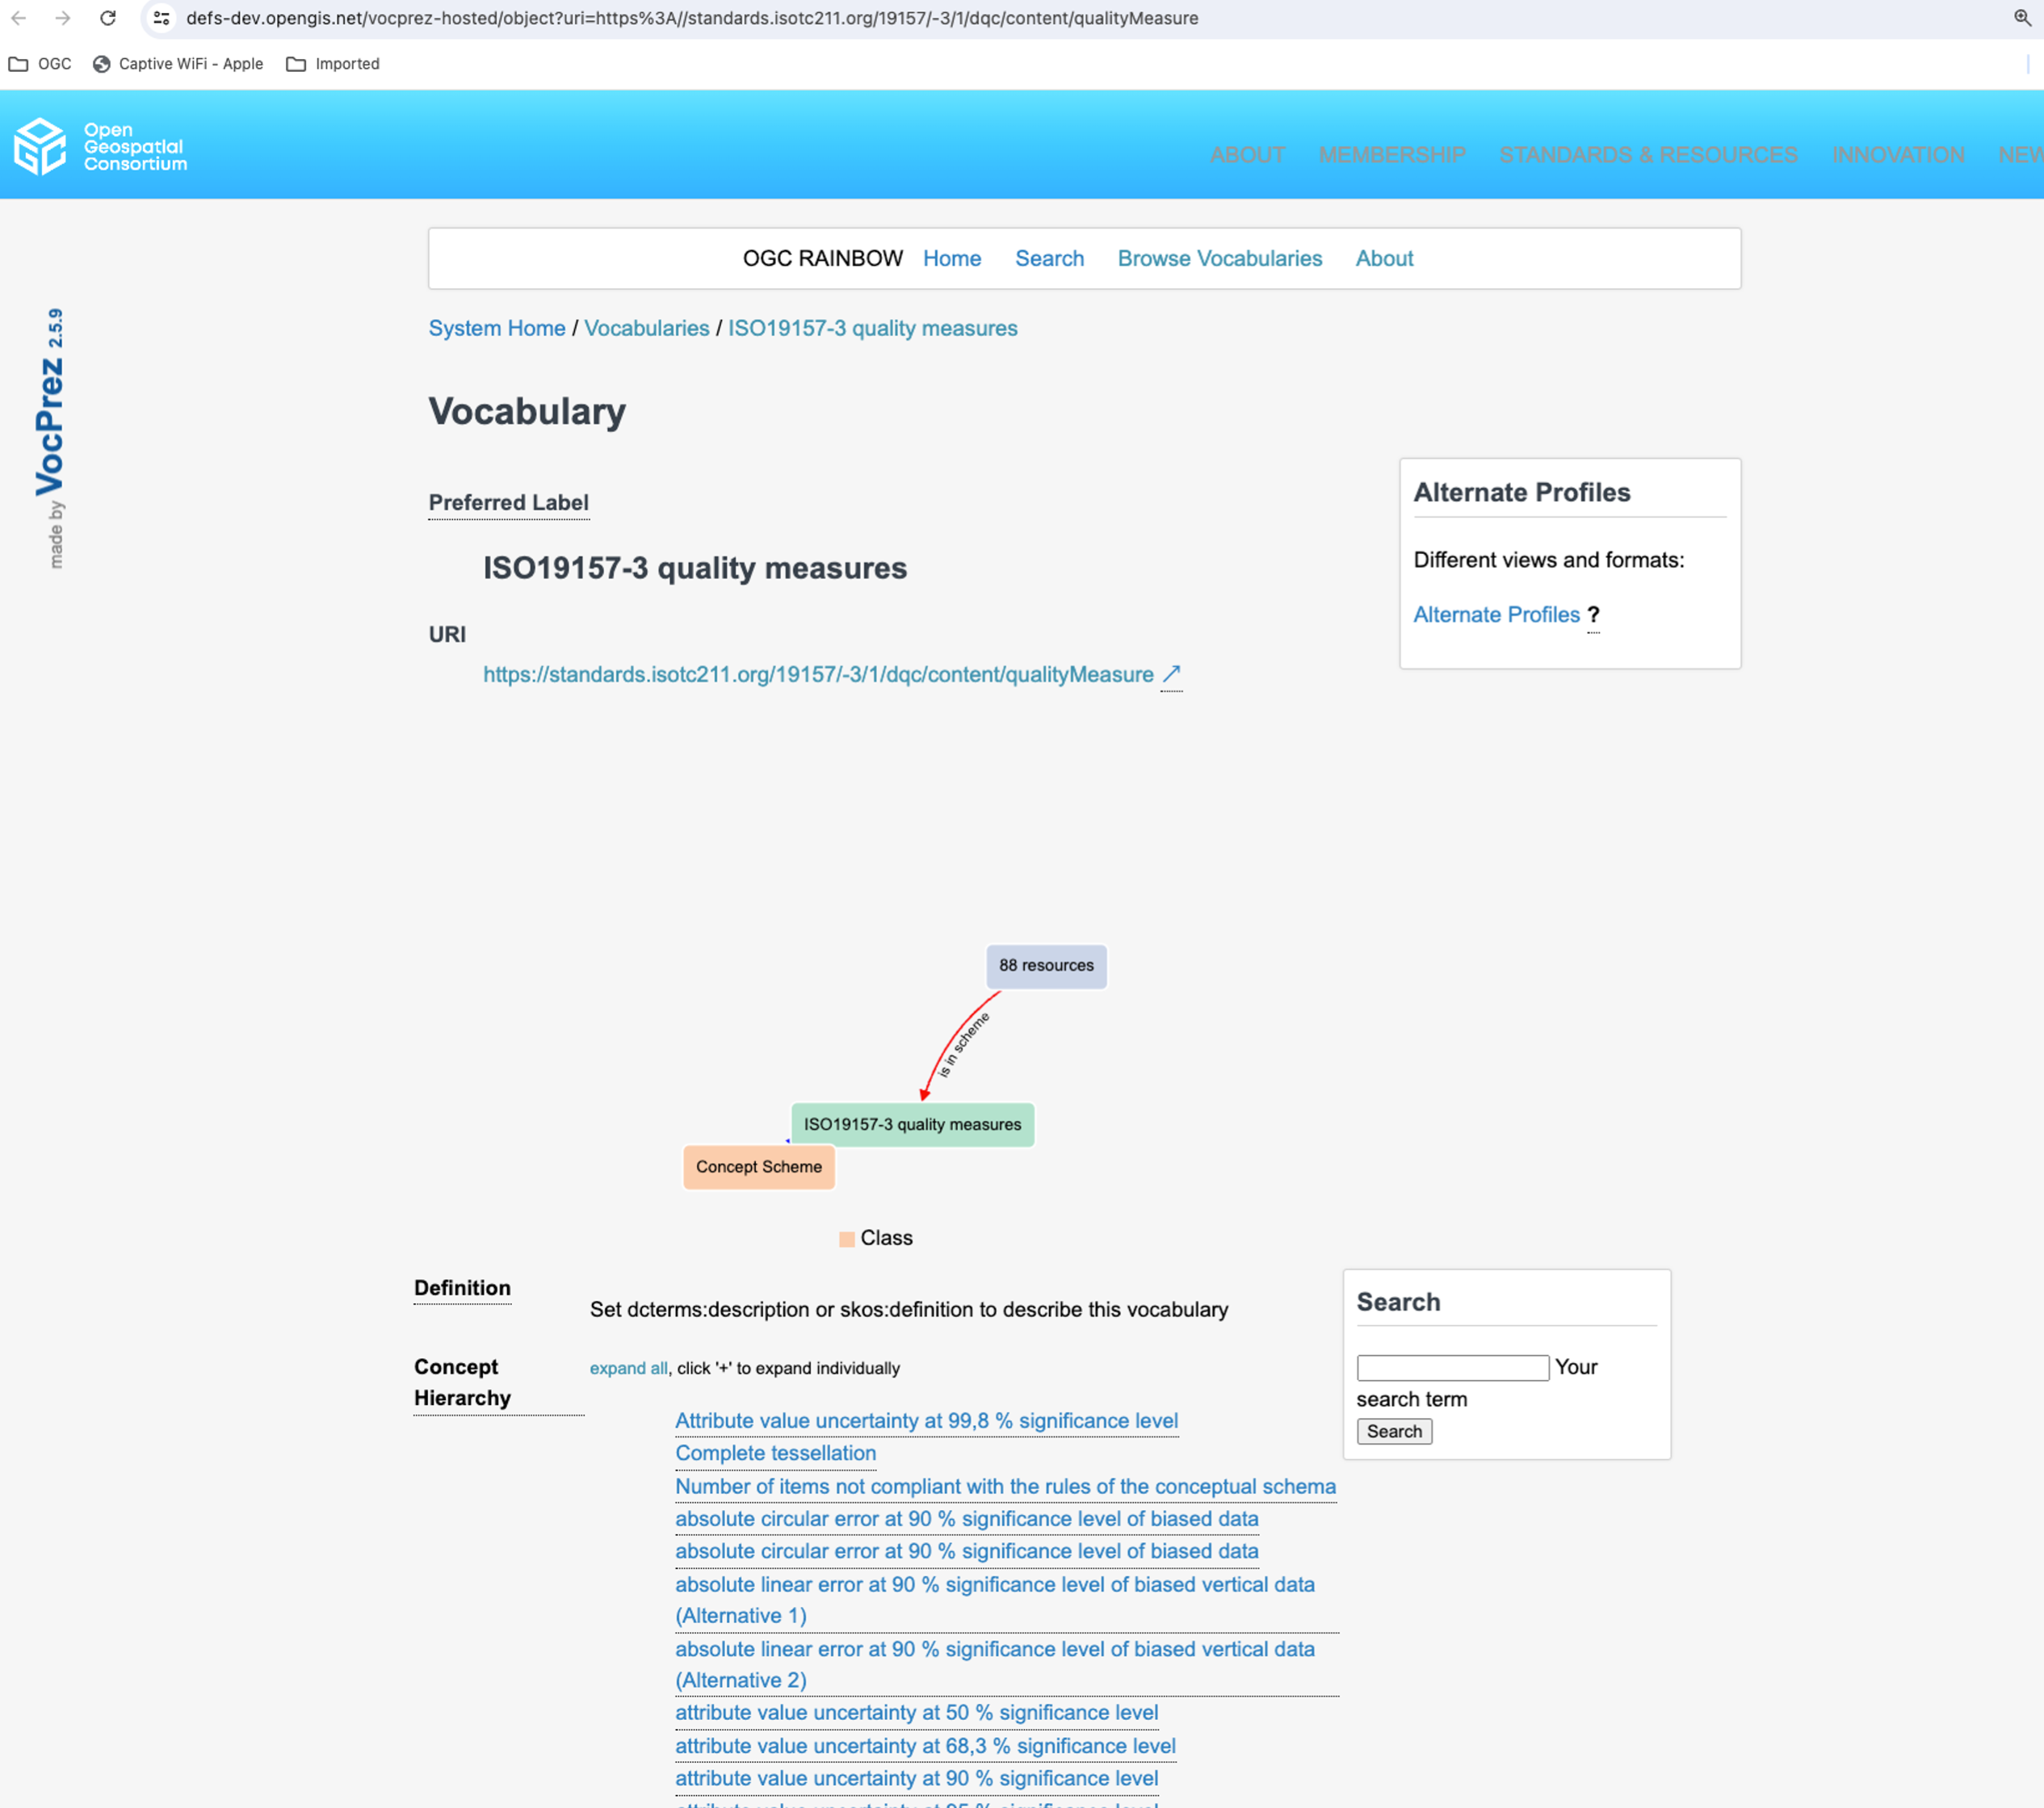 defs-dev.opengis.net/vocprez-hosted/object?uri=https%3A//standards.isotc211.org/19157/-3/1/dqc/content/qualityMeasure
OGC Captive WiFi - Apple Imported
Open
Geospatial
Consortium
ABOUT MEMBERSHIP STANDARDS & RESOURCES INNOVATION NEW
OGC RAINBOW Home Search Browse Vocabularies About
System Home / Vocabularies / ISO19157-3 quality measures
made by VocPrez 2.5.9
Vocabulary
Preferred Label
ISO19157-3 quality measures
URI
https://standards.isotc211.org/19157/-3/1/dqc/content/qualityMeasure
Alternate Profiles
Different views and formats:
Alternate Profiles ?
88 resources
is in scheme
ISO19157-3 quality measures
Concept Scheme
Class
Definition
Set dcterms:description or skos:definition to describe this vocabulary
Concept
Hierarchy
expand all, click '+' to expand individually
Attribute value uncertainty at 99,8 % significance level
Complete tessellation
Number of items not compliant with the rules of the conceptual schema
absolute circular error at 90 % significance level of biased data
absolute circular error at 90 % significance level of biased data
absolute linear error at 90 % significance level of biased vertical data
(Alternative 1)
absolute linear error at 90 % significance level of biased vertical data
(Alternative 2)
attribute value uncertainty at 50 % significance level
attribute value uncertainty at 68,3 % significance level
attribute value uncertainty at 90 % significance level
Search
Your
search term
Search